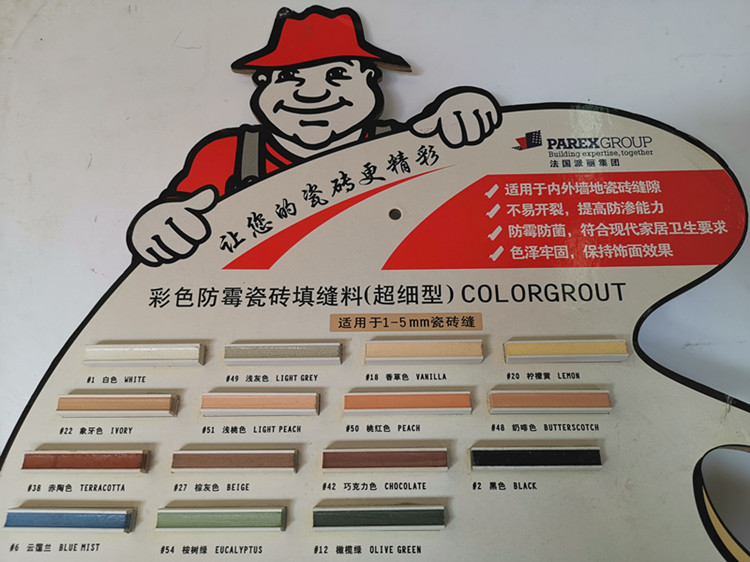 PAREXGROUP
Building expertise, together
法国派丽集团
让您的瓷砖更精彩
适用于内外墙地瓷砖缝隙
不易开裂，提高防渗能力
防霉防菌，符合现代家居卫生要求
色泽牢固，保持饰面效果
彩色防霉瓷砖填缝料(超细型) COLORGROUT
适用于1-5mm瓷砖缝
#1 白色 WHITE
#49 浅灰色 LIGHT GREY
#18 香草色 VANILLA
#20 柠檬黄 LEMON
#22 象牙色 IVORY
#51 浅桃色 LIGHT PEACH
#50 桃红色 PEACH
#48 奶啡色 BUTTERSCOTCH
#38 赤陶色 TERRACOTTA
#27 棕灰色 BEIGE
#42 巧克力色 CHOCOLATE
#2 黑色 BLACK
#6 云霞兰 BLUE MIST
#54 桉树绿 EUCALYPTUS
#12 橄榄绿 OLIVE GREEN